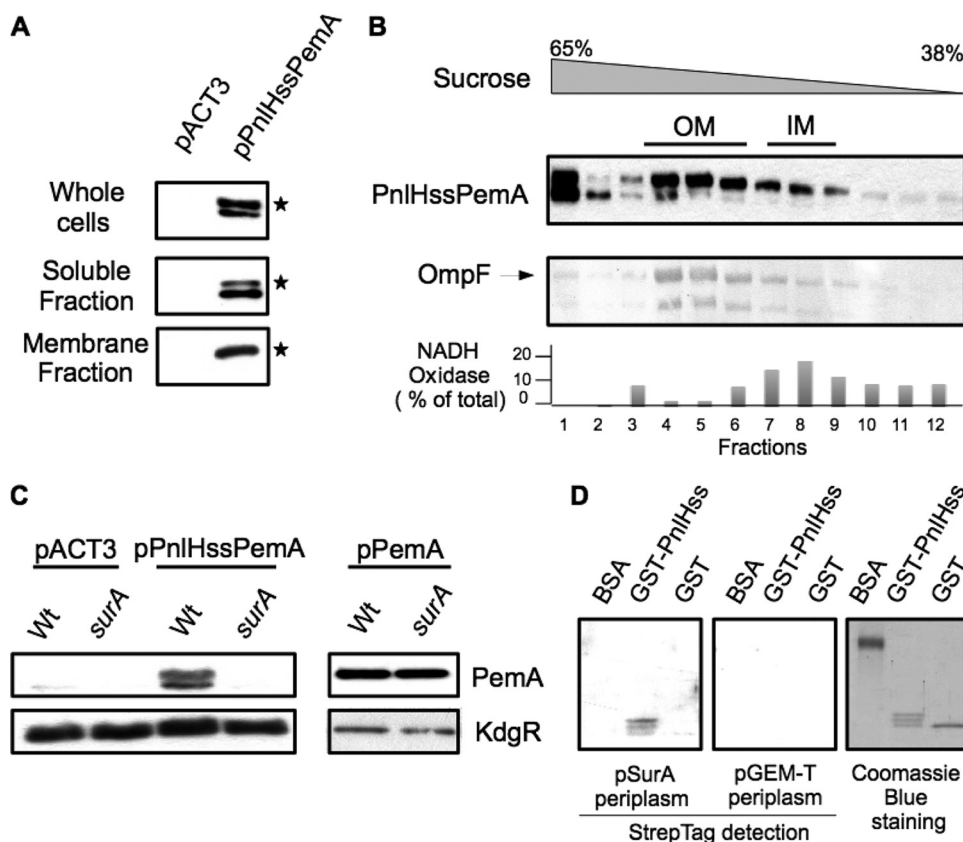 A
pACT3
pPnlHssPemA
Whole
cells
★
Soluble
Fraction
★
Membrane
Fraction
★
B
65%
38%
Sucrose
OM
IM
PnlHssPemA
OmpF
NADH
Oxidase
( % of total)
20
10
0
1 2 3 4 5 6 7 8 9 10 11 12
Fractions
C
pACT3
pPnlHssPemA
pPemA
Wt
surA
Wt
surA
Wt
surA
PemA
KdgR
D
BSA
GST-PnlHss
GST
BSA
GST-PnlHss
GST
BSA
GST-PnlHss
GST
pSurA
periplasm
pGEM-T
periplasm
StrepTag detection
Coomassie
Blue
staining